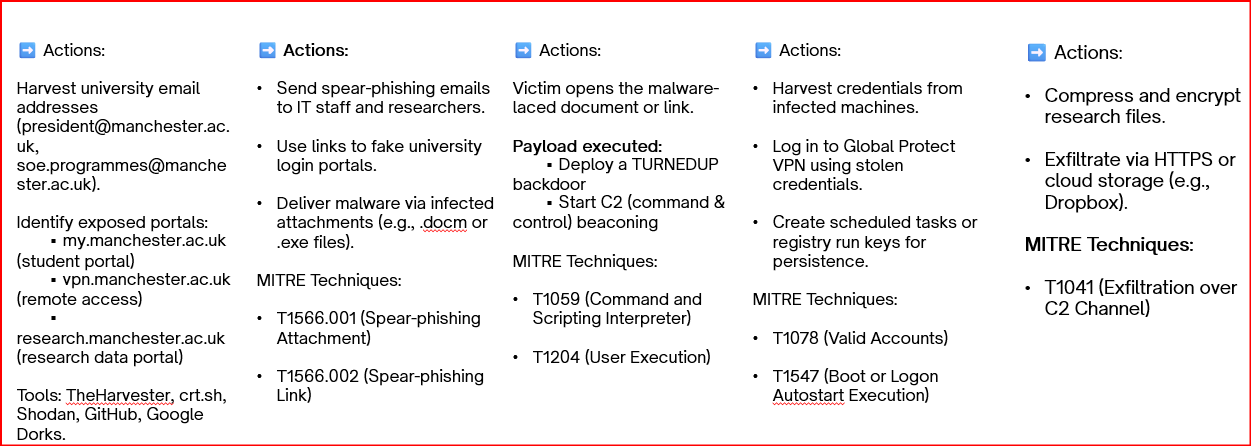 ➡ Actions:
Harvest university email
addresses
(president@manchester.ac.
uk,
soe.programmes@manche
ster.ac.uk).
Identify exposed portals:
▪ my.manchester.ac.uk
(student portal)
▪ vpn.manchester.ac.uk
(remote access)
▪
research.manchester.ac.uk
(research data portal)
Tools: TheHarvester, crt.sh,
Shodan, GitHub, Google
Dorks.
➡ Actions:
• Send spear-phishing emails
to IT staff and researchers.
• Use links to fake university
login portals.
• Deliver malware via infected
attachments (e.g., .docm or
.exe files).
MITRE Techniques:
• T1566.001 (Spear-phishing
Attachment)
• T1566.002 (Spear-phishing
Link)
➡ Actions:
Victim opens the malware-
laced document or link.
Payload executed:
▪ Deploy a TURNEDUP
backdoor
▪ Start C2 (command &
control) beaconing
MITRE Techniques:
• T1059 (Command and
Scripting Interpreter)
• T1204 (User Execution)
➡ Actions:
• Harvest credentials from
infected machines.
• Log in to Global Protect
VPN using stolen
credentials.
• Create scheduled tasks or
registry run keys for
persistence.
MITRE Techniques:
• T1078 (Valid Accounts)
• T1547 (Boot or Logon
Autostart Execution)
➡ Actions:
• Compress and encrypt
research files.
• Exfiltrate via HTTPS or
cloud storage (e.g.,
Dropbox).
MITRE Techniques:
• T1041 (Exfiltration over
C2 Channel)